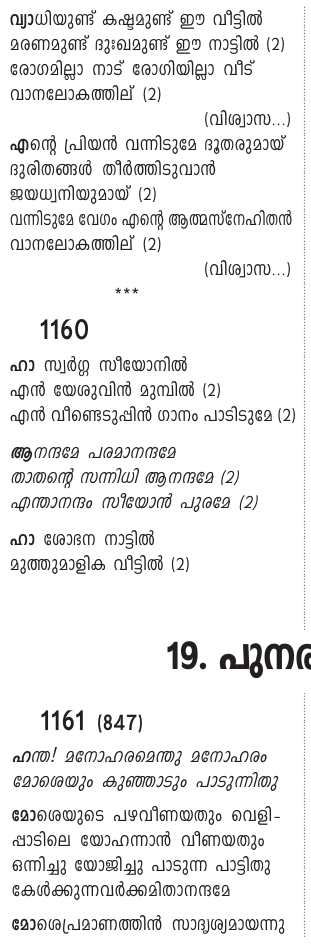 വ്യാധിയുണ്ട് കഷ്ടമുണ്ട് ഈ വീട്ടിൽ
മരണമുണ്ട് ദുഃഖമുണ്ട് ഈ നാട്ടിൽ (2)
രോഗമില്ലാ നാട് രോഗിയില്ലാ വീട്
വാനലോകത്തില് (2)
(വിശ്വാസ...)
എന്റെ പ്രിയൻ വന്നിടുമേ ദൂതരുമായ്
ദുരിതങ്ങൾ തീർത്തിടുവാൻ
ജയധ്വനിയുമായ് (2)
വന്നിടുമേ വേഗം എന്റെ ആത്മസ്നേഹിതൻ
വാനലോകത്തില് (2)
(വിശ്വാസ...)
***
1160
ഹാ സ്വർഗ്ഗ സീയോനിൽ
എൻ യേശുവിൻ മുമ്പിൽ (2)
എൻ വീണ്ടെടുപ്പിൻ ഗാനം പാടിടുമേ (2)
ആനന്ദമേ പരമാനന്ദമേ
താതന്റെ സന്നിധി ആനന്ദമേ (2)
എന്താനന്ദം സീയോൻ പുരമേ (2)
ഹാ ശോഭന നാട്ടിൽ
മുത്തുമാളിക വീട്ടിൽ (2)
19. പുനര
1161 (847)
ഹന്ത! മനോഹരമെന്തു മനോഹരം
മോശെയും കുഞ്ഞാടും പാടുന്നിതു
മോശെയുടെ പഴവീണയതും വെളി-
പ്പാടിലെ യോഹന്നാൻ വീണയതും
ഒന്നിച്ചു യോജിച്ചു പാടുന്ന പാട്ടിതു
കേൾക്കുന്നവർക്കമിതാനന്ദമേ
മോശെപ്രമാണത്തിൻ സാദൃശ്യമായന്നു